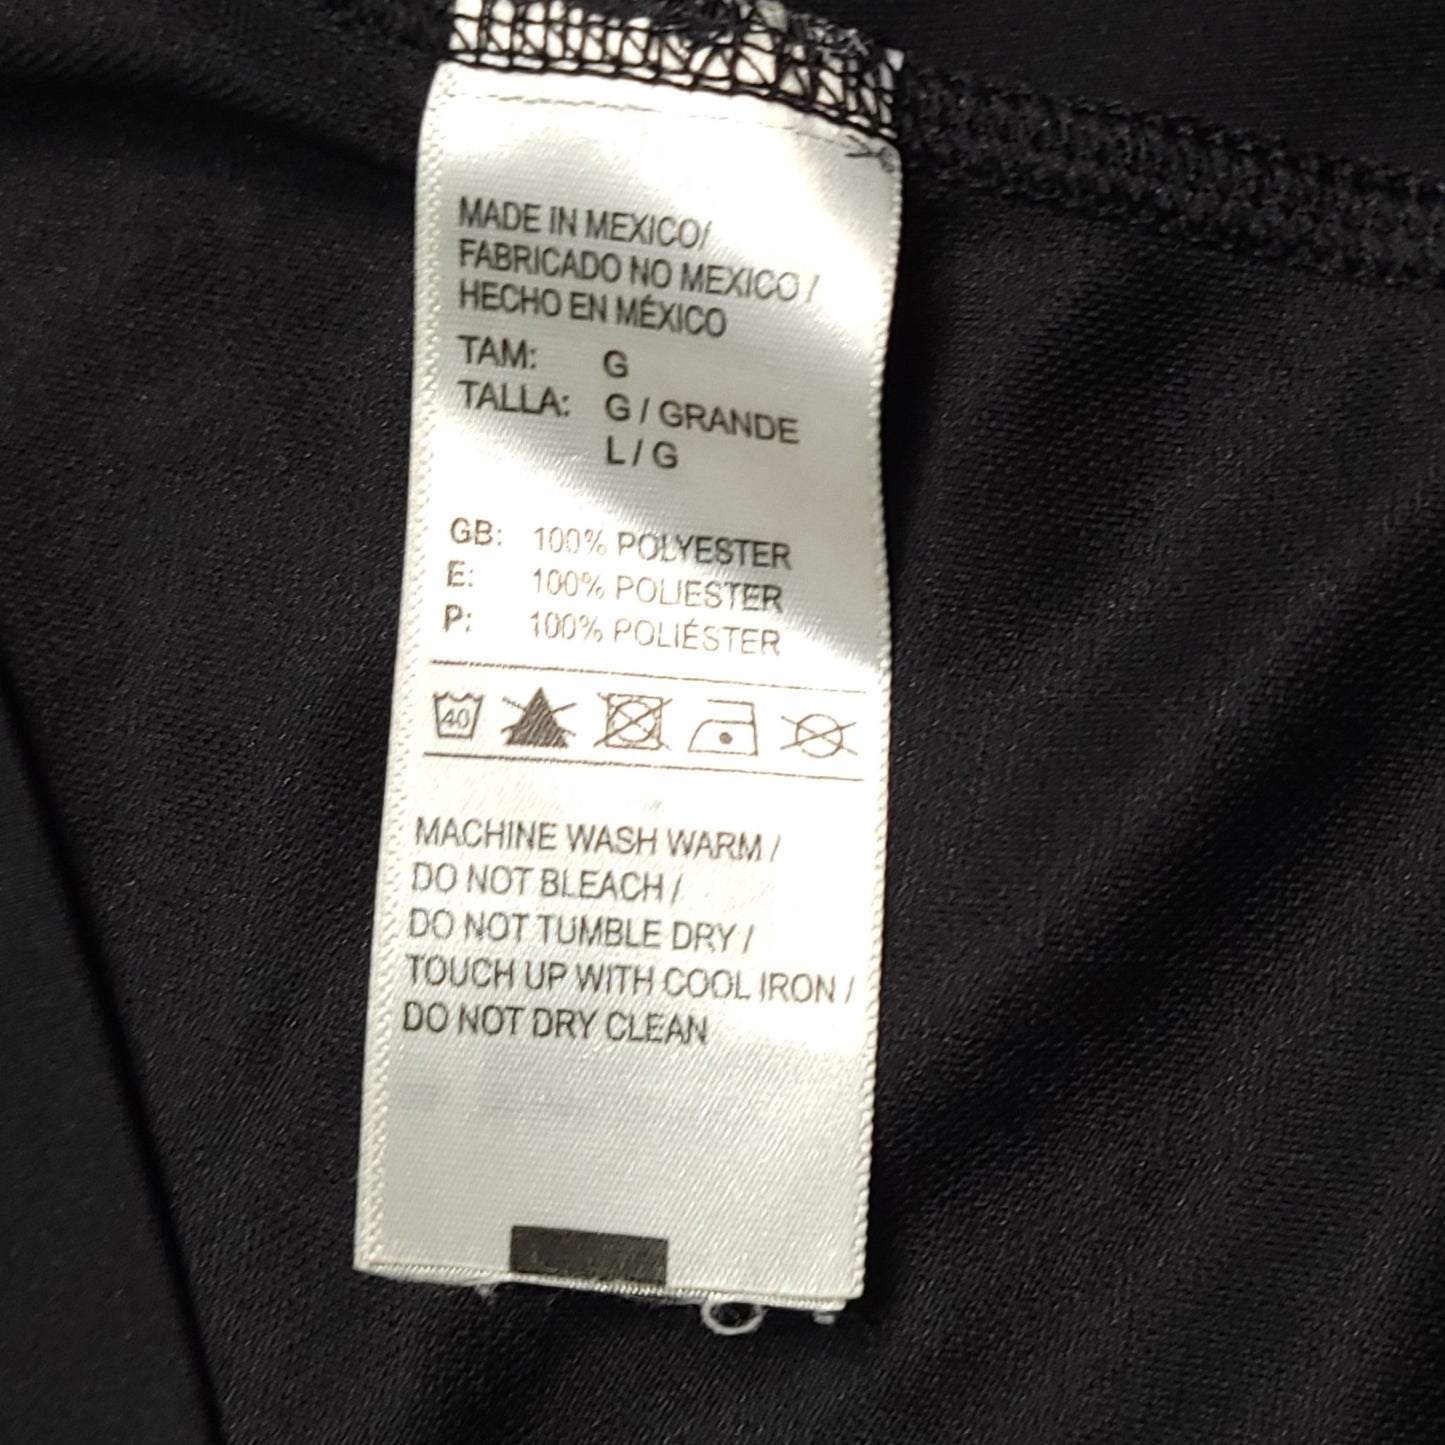 MADE IN MEXICO/
FABRICADO NO MEXICO /
HECHO EN MÉXICO
TAM: G
TALLA: G / GRANDE
L / G
GB: 100% POLYESTER
E: 100% POLIESTER
P: 100% POLIÉSTER
40
MACHINE WASH WARM /
DO NOT BLEACH /
DO NOT TUMBLE DRY /
TOUCH UP WITH COOL IRON /
DO NOT DRY CLEAN